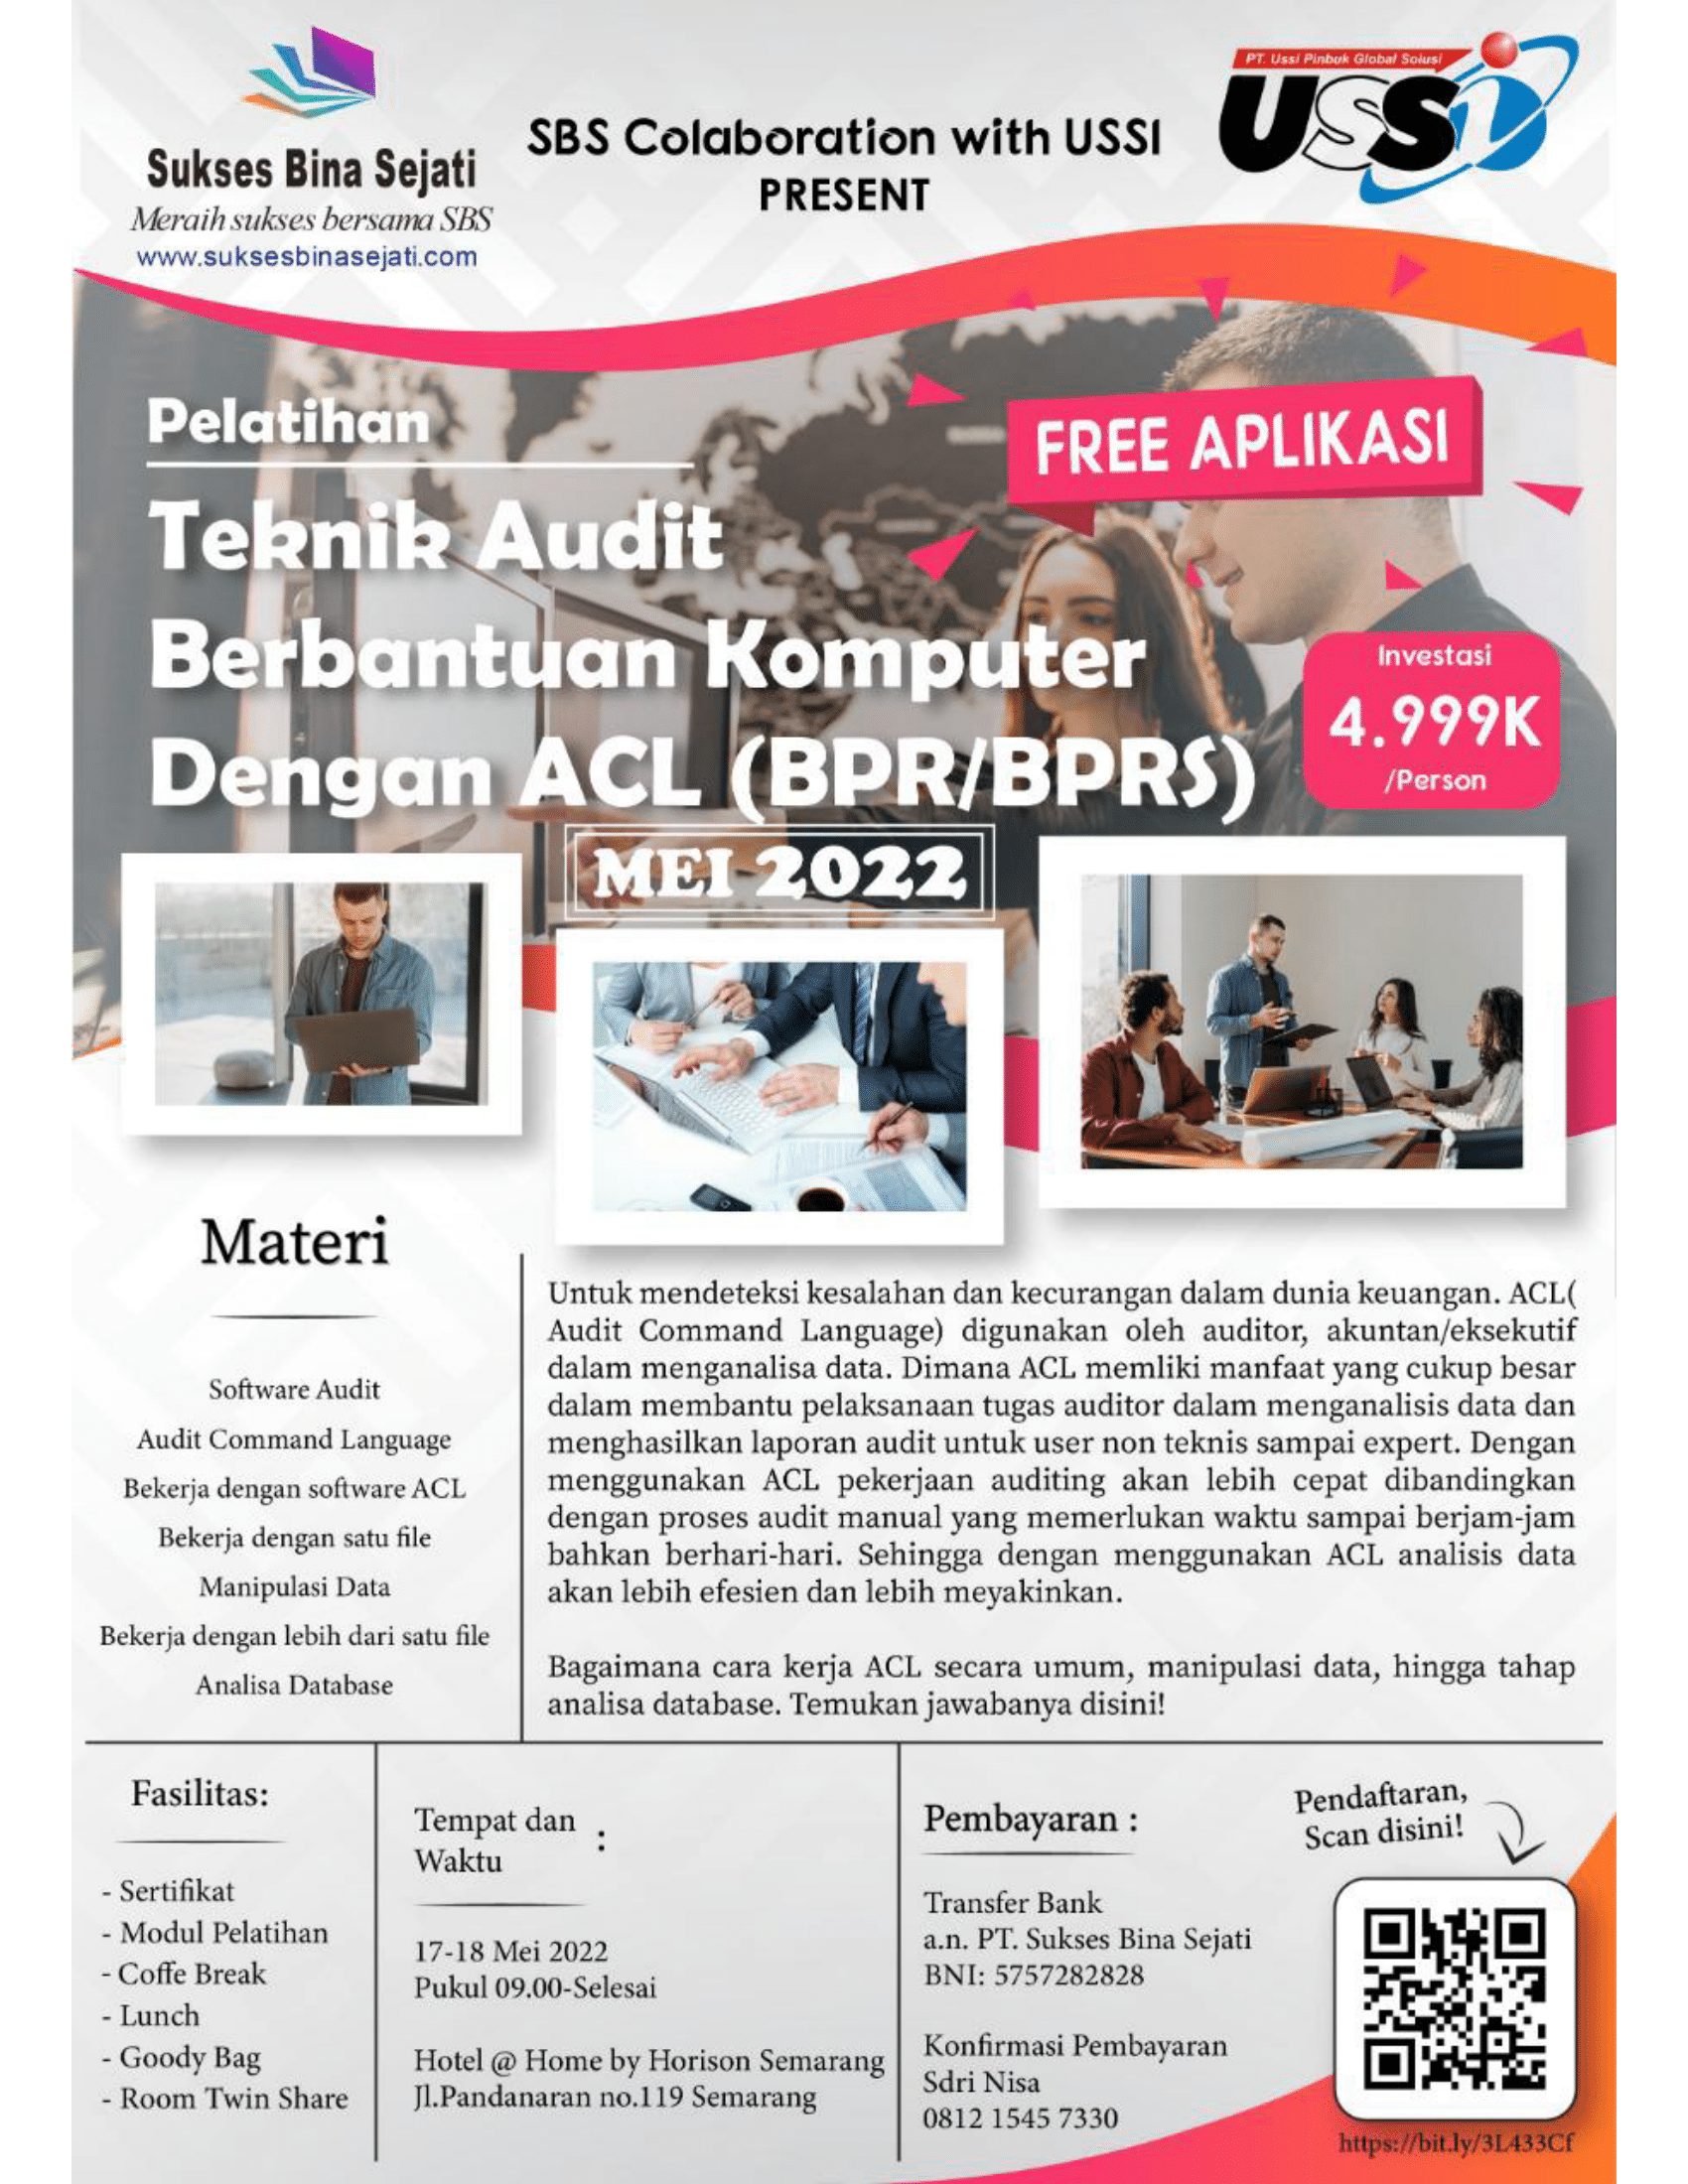 Sukses Bina Sejati
Meraih sukses bersama SBS
www.suksesbinasejati.com
SBS Colaboration with USSI
PRESENT
PT. Ussi Pinbuk Global Solusi
USSI
Pelatihan
Teknik Audit
Berbantuan Komputer
Dengan ACL (BPR/BPRS)
MEI 2022
FREE APLIKASI
Investasi
4.999K
/Person
Materi
Software Audit
Audit Command Language
Bekerja dengan software ACL
Bekerja dengan satu file
Manipulasi Data
Bekerja dengan lebih dari satu file
Analisa Database
Untuk mendeteksi kesalahan dan kecurangan dalam dunia keuangan. ACL(
Audit Command Language) digunakan oleh auditor, akuntan/eksekutif
dalam menganalisa data. Dimana ACL memliki manfaat yang cukup besar
dalam membantu pelaksanaan tugas auditor dalam menganalisis data dan
menghasilkan laporan audit untuk user non teknis sampai expert. Dengan
menggunakan ACL pekerjaan auditing akan lebih cepat dibandingkan
dengan proses audit manual yang memerlukan waktu sampai berjam-jam
bahkan berhari-hari. Sehingga dengan menggunakan ACL analisis data
akan lebih efesien dan lebih meyakinkan.
Bagaimana cara kerja ACL secara umum, manipulasi data, hingga tahap
analisa database. Temukan jawabanya disini!
Fasilitas:
- Sertifikat
- Modul Pelatihan
- Coffe Break
- Lunch
- Goody Bag
- Room Twin Share
Tempat dan
Waktu :
17-18 Mei 2022
Pukul 09.00-Selesai
Hotel @ Home by Horison Semarang
Jl.Pandanaran no.119 Semarang
Pembayaran :
Transfer Bank
a.n. PT. Sukses Bina Sejati
BNI: 5757282828
Konfirmasi Pembayaran
Sdri Nisa
0812 1545 7330
Pendaftaran,
Scan disini!
https://bit.ly/3L433Cf